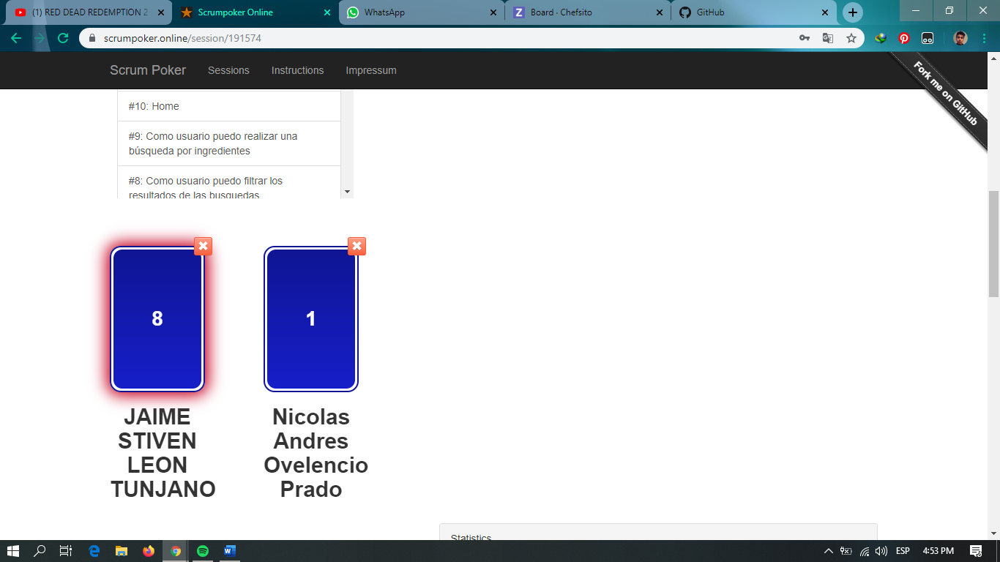 (1) RED DEAD REDEMPTION 2
Scrumpoker Online
WhatsApp
Board · Chefsito
GitHub
scrumpoker.online/session/191574
Scrum Poker
Sessions
Instructions
Impressum
Fork me on GitHub
#10: Home
#9: Como usuario puedo realizar una
búsqueda por ingredientes
#8: Como usuario puedo filtrar los
resultados de las busquedas
8
1
JAIME
STIVEN
LEON
TUNJANO
Nicolas
Andres
Ovelencio
Prado
Statistics
ESP
4:53 PM